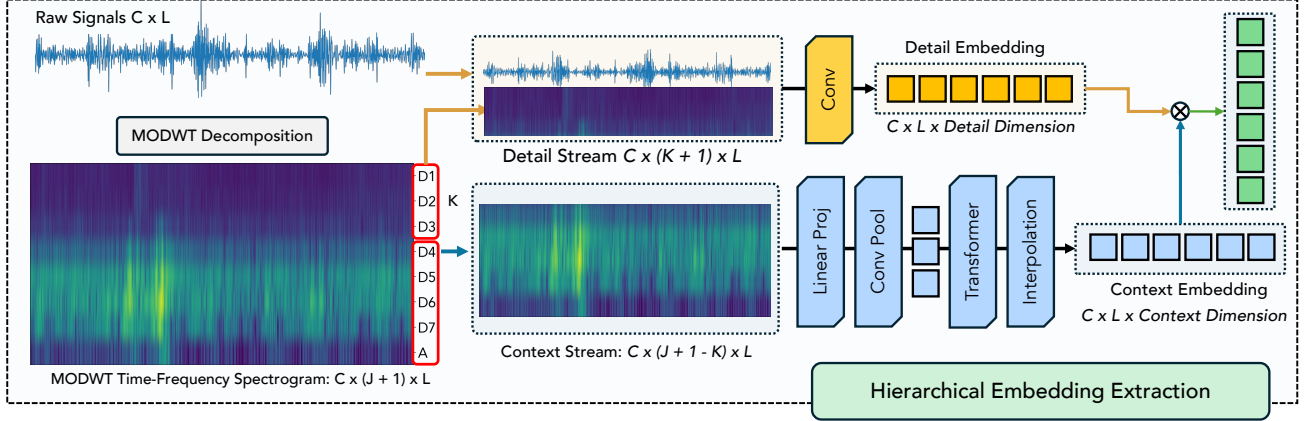 Raw Signals C x L
MODWT Decomposition
D1
D2
D3
D4
D5
D6
D7
A
K
MODWT Time-Frequency Spectrogram: C x (J + 1) x L
Detail Stream C x (K + 1) x L
Context Stream: C x (J + 1 - K) x L
Conv
Detail Embedding
C x L x Detail Dimension
Linear Proj
Conv Pool
Transformer
Interpolation
Context Embedding
C x L x Context Dimension
Hierarchical Embedding Extraction